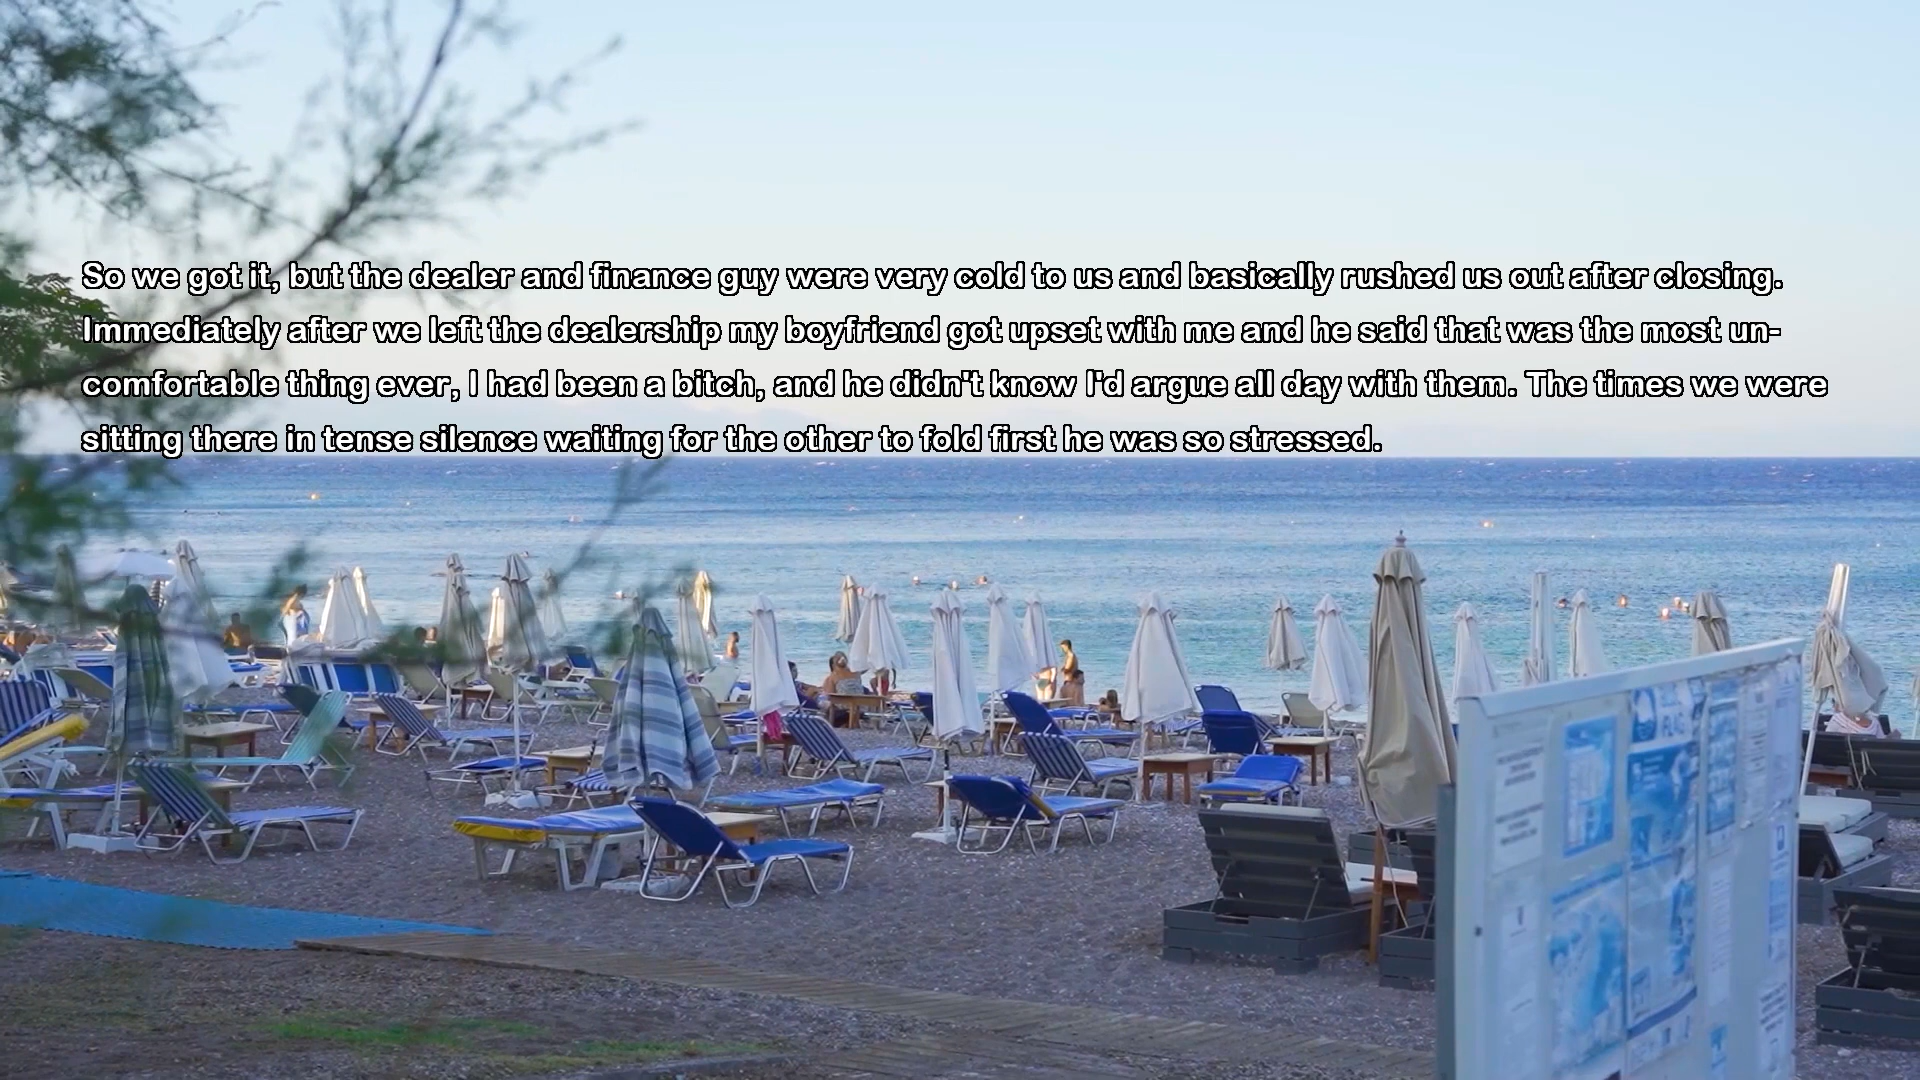 So we got it, but the dealer and finance guy were very cold to us and basically rushed us out after closing.
Immediately after we left the dealership my boyfriend got upset with me and he said that was the most un-
comfortable thing ever, I had been a bitch, and he didn't know I'd argue all day with them. The times we were
sitting there in tense silence waiting for the other to fold first he was so stressed.